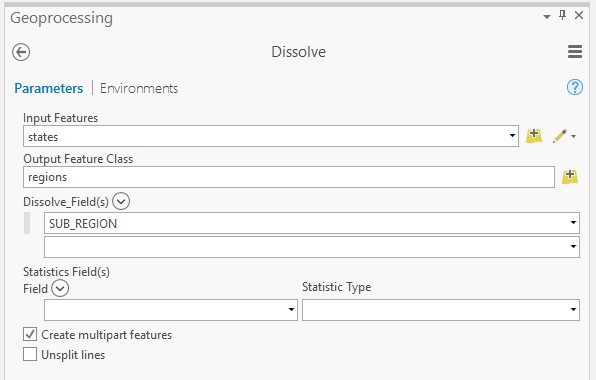 Geoprocessing
Dissolve
Parameters | Environments
Input Features
states
Output Feature Class
regions
Dissolve_Field(s)
SUB_REGION
Statistics Field(s)
Field Statistic Type
Create multipart features
Unsplit lines